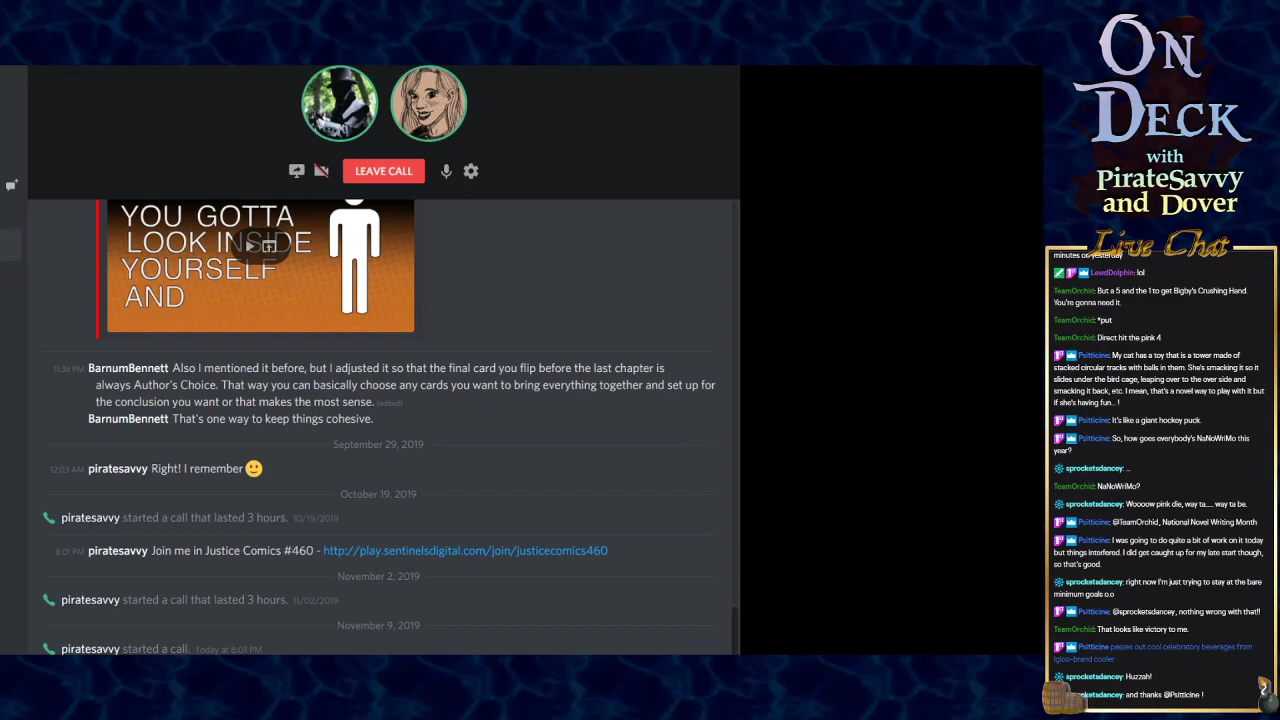 On
Deck
with
PirateSavvy
and Dover
Live Chat
LEAVE CALL
YOU GOTTA
LOOK INSIDE
YOURSELF
AND
11:38 PM BarnumBennett Also I mentioned it before, but I adjusted it so that the final card you flip before the last chapter is
always Author's Choice. That way you can basically choose any cards you want to bring everything together and set up for
the conclusion you want or that makes the most sense. (edited)
BarnumBennett That's one way to keep things cohesive.
September 29, 2019
12:03 AM piratesavvy Right! I remember
October 19, 2019
piratesavvy started a call that lasted 3 hours. 10/19/2019
8:01 PM piratesavvy Join me in Justice Comics #460 - http://play.sentinelsdigital.com/join/justicecomics460
November 2, 2019
piratesavvy started a call that lasted 3 hours. 11/02/2019
November 9, 2019
piratesavvy started a call. Today at 8:01 PM
minutes on yesterday
LewdDolphin: lol
TeamOrchid: But a 5 and the 1 to get Bigby's Crushing Hand.
You're gonna need it.
TeamOrchid: *put
TeamOrchid: Direct hit the pink 4
Psitticine: My cat has a toy that is a tower made of
stacked circular tracks with balls in them. She's smacking it so it
slides under the bird cage, leaping over to the over side and
smacking it back, etc. I mean, that's a novel way to play with it but
if she's having fun... !
Psitticine: It's like a giant hockey puck.
Psitticine: So, how goes everybody's NaNoWriMo this
year?
sprocketsdancey: ...
TeamOrchid: NaNoWriMo?
sprocketsdancey: Woooow pink die, way ta..... way ta be.
Psitticine: @TeamOrchid, National Novel Writing Month
Psitticine: I was going to do quite a bit of work on it today
but things interfered. I did get caught up for my late start though,
so that's good.
sprocketsdancey: right now I'm just trying to stay at the bare
minimum goals o.o
Psitticine: @sprocketsdancey, nothing wrong with that!!
TeamOrchid: That looks like victory to me.
Psitticine passes out cool celebratory beverages from
Igloo-brand cooler
sprocketsdancey: Huzzah!
sprocketsdancey: and thanks @Psitticine !